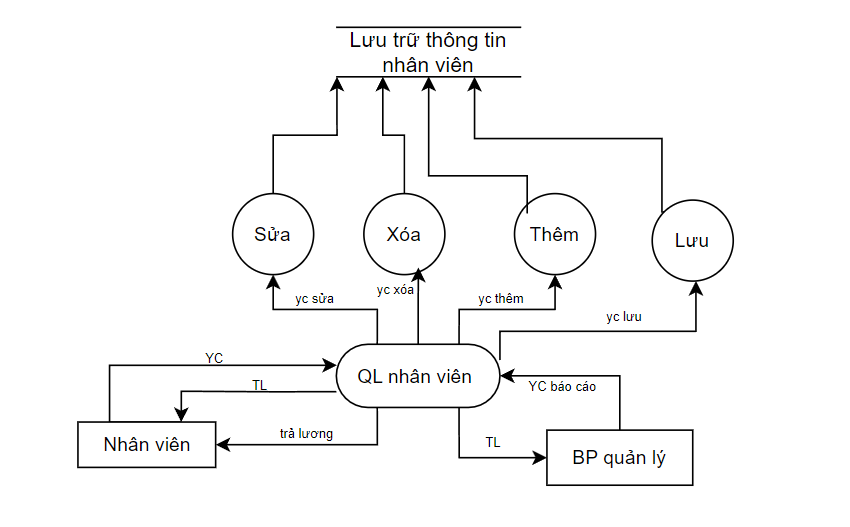 Lưu trữ thông tin
nhân viên
Sửa
Xóa
Thêm
Lưu
yc sửa
yc xóa
yc thêm
yc lưu
YC
QL nhân viên
TL
YC báo cáo
Nhân viên
trả lương
TL
BP quản lý